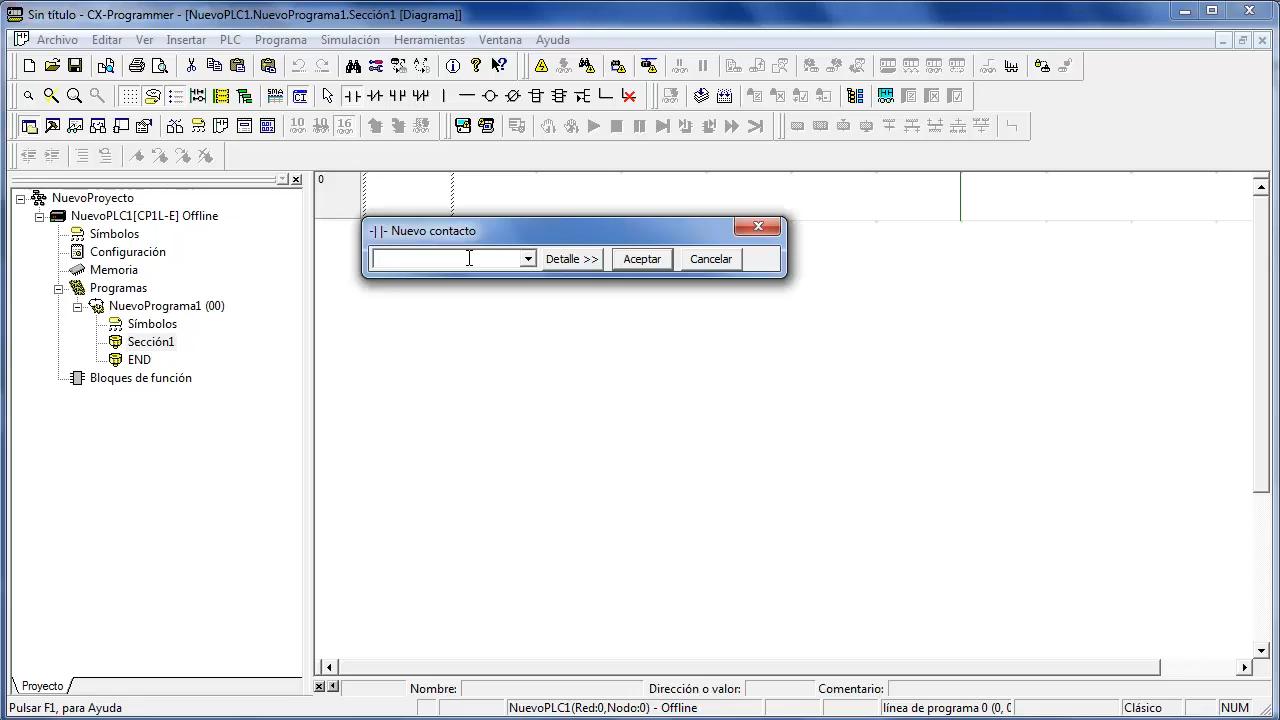 Sin título - CX-Programmer - [NuevoPLC1.NuevoPrograma1.Sección1 [Diagrama]]
Archivo Editar Ver Insertar PLC Programa Simulación Herramientas Ventana Ayuda
10 10 16
0
NuevoProyecto
NuevoPLC1[CP1L-E] Offline
Símbolos
Configuración
Memoria
Programas
NuevoPrograma1 (00)
Símbolos
Sección1
END
Bloques de función
-| |- Nuevo contacto
Detalle >> Aceptar Cancelar
Proyecto
Nombre: Dirección o valor: Comentario:
Pulsar F1, para Ayuda
NuevoPLC1(Red:0,Nodo:0) - Offline
línea de programa 0 (0, 
Clásico
NUM